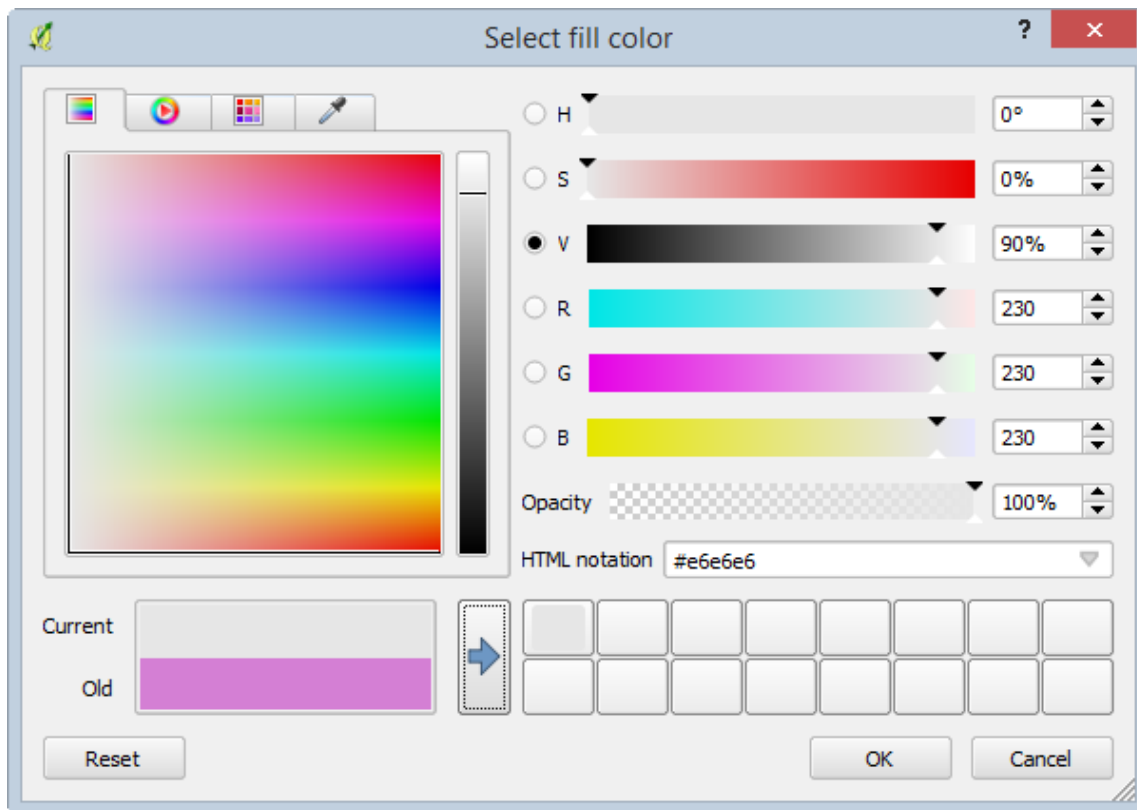 Select fill color
?
H 0°
S 0%
V 90%
R 230
G 230
B 230
Opacity 100%
HTML notation #e6e6e6
Current
Old
Reset OK Cancel